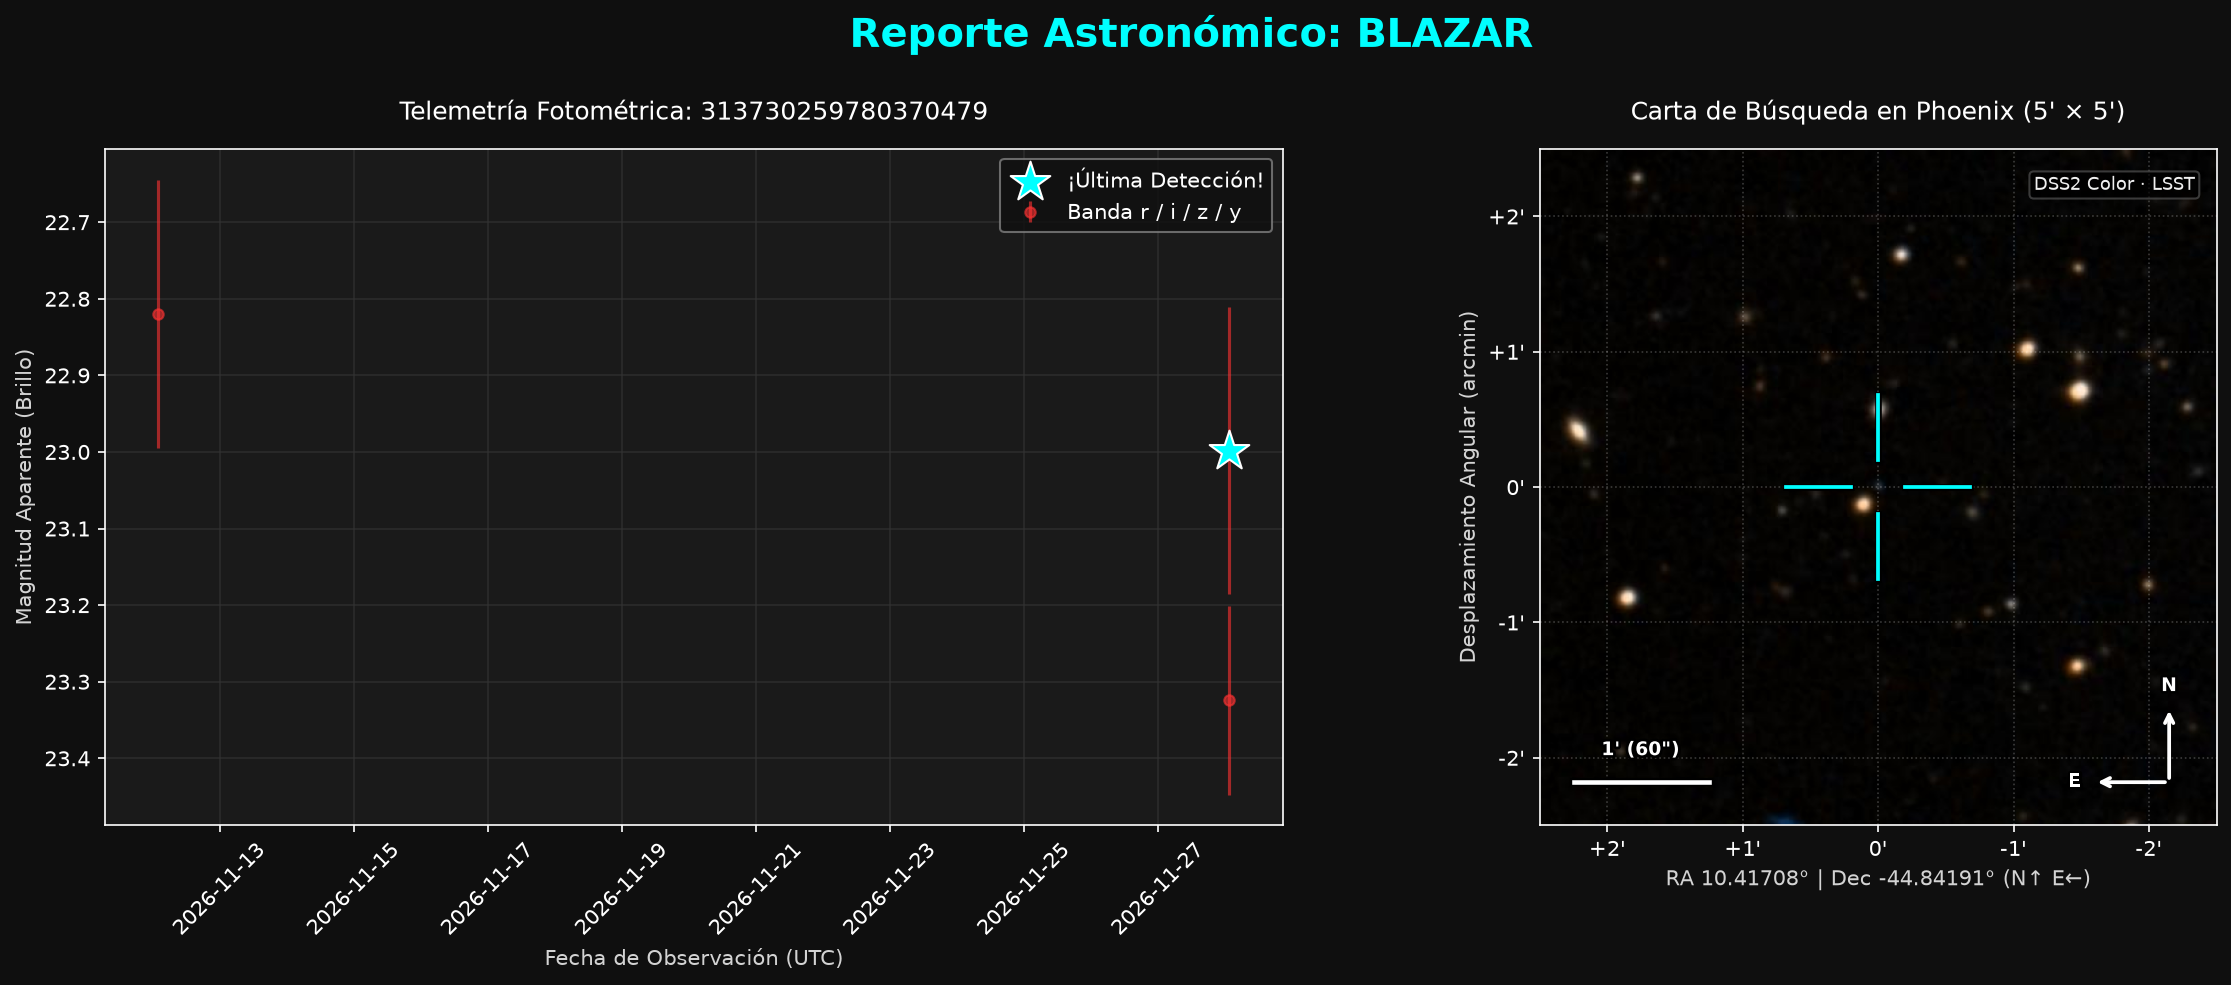 Reporte Astronómico: BLAZAR
Telemetría Fotométrica: 313730259780370479
¡Última Detección!
Banda r / i / z / y
Magnitud Aparente (Brillo)
22.7
22.8
22.9
23.0
23.1
23.2
23.3
23.4
2026-11-13
2026-11-15
2026-11-17
2026-11-19
2026-11-21
2026-11-23
2026-11-25
2026-11-27
Fecha de Observación (UTC)
Carta de Búsqueda en Phoenix (5' × 5')
DSS2 Color · LSST
Desplazamiento Angular (arcmin)
+2'
+1'
0'
-1'
-2'
N
E
1' (60")
+2'
+1'
0'
-1'
-2'
RA 10.41708° | Dec -44.84191° (N↑ E←)